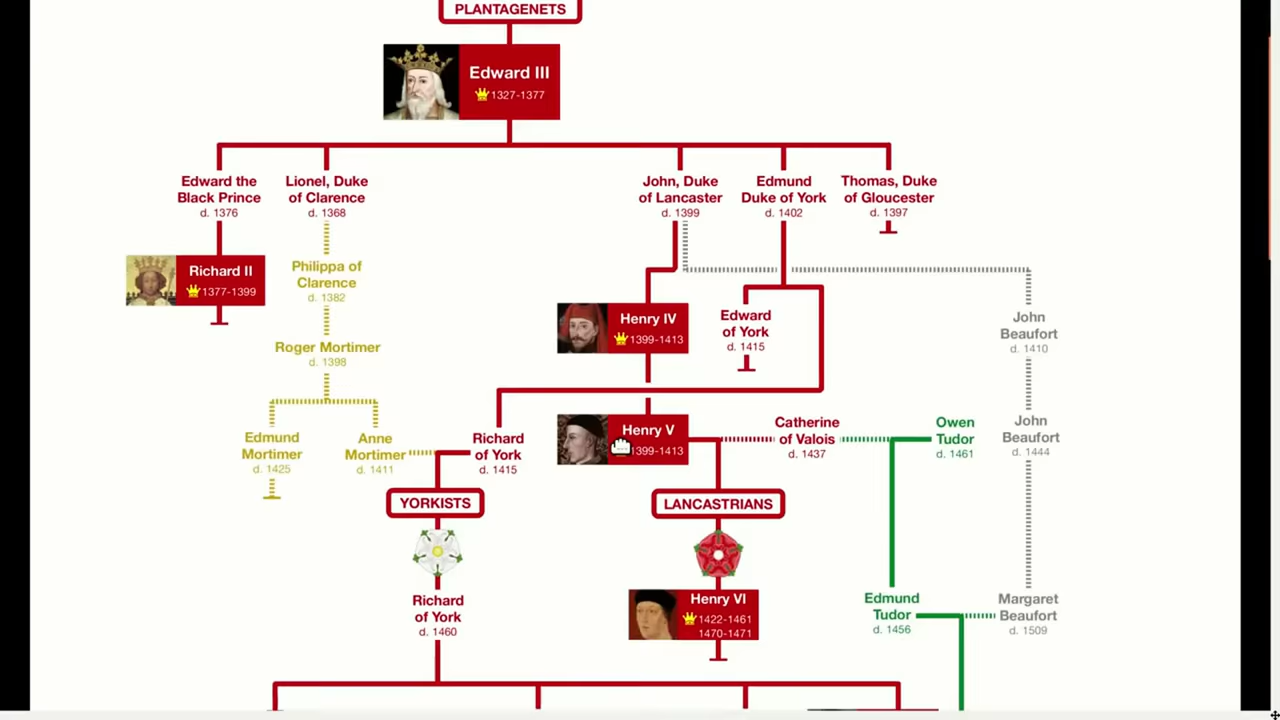 PLANTAGENETS
Edward III
1327-1377
Edward the
Black Prince
d. 1376
Lionel, Duke
of Clarence
d. 1368
John, Duke
of Lancaster
d. 1399
Edmund
Duke of York
d. 1402
Thomas, Duke
of Gloucester
d. 1397
Richard II
1377-1399
Philippa of
Clarence
d. 1382
Henry IV
1399-1413
Edward
of York
d. 1415
John
Beaufort
d. 1410
Roger Mortimer
d. 1398
Edmund
Mortimer
d. 1425
Anne
Mortimer
d. 1411
Richard
of York
d. 1415
Henry V
1399-1413
Catherine
of Valois
d. 1437
Owen
Tudor
d. 1461
John
Beaufort
d. 1444
YORKISTS
LANCASTRIANS
Richard
of York
d. 1460
Henry VI
1422-1461
1470-1471
Edmund
Tudor
d. 1456
Margaret
Beaufort
d. 1509